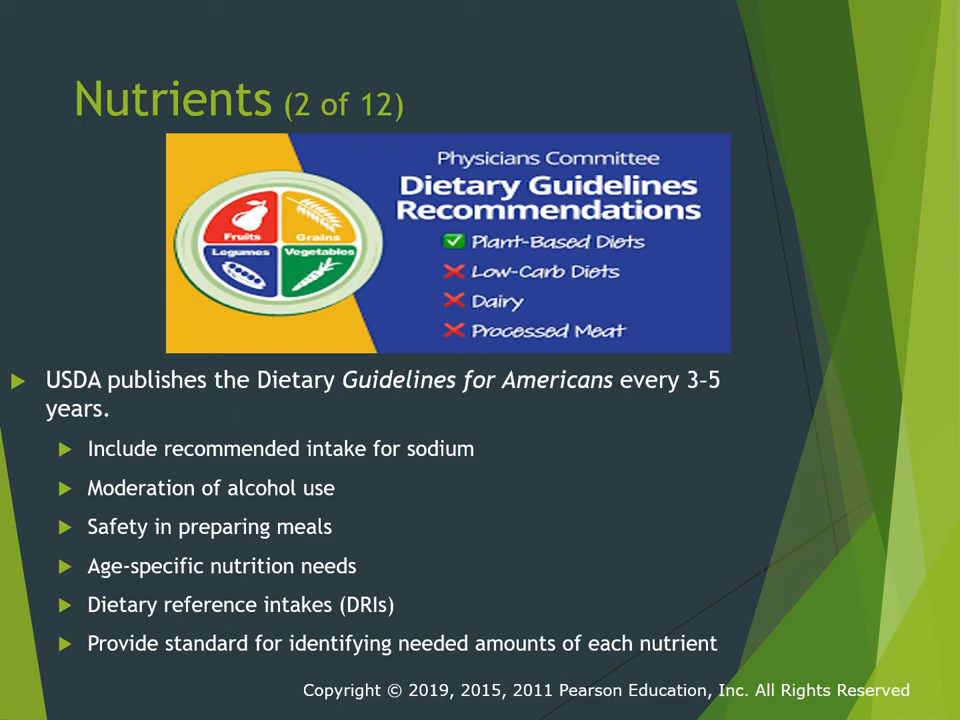 Nutrients (2 of 12)
Physicians Committee
Dietary Guidelines
Recommendations
Plant-Based Diets
Low-Carb Diets
Dairy
Processed Meat
Fruits
Grains
Legumes
Vegetables
USDA publishes the Dietary Guidelines for Americans every 3-5
years.
Include recommended intake for sodium
Moderation of alcohol use
Safety in preparing meals
Age-specific nutrition needs
Dietary reference intakes (DRIs)
Provide standard for identifying needed amounts of each nutrient
Copyright © 2019, 2015, 2011 Pearson Education, Inc. All Rights Reserved